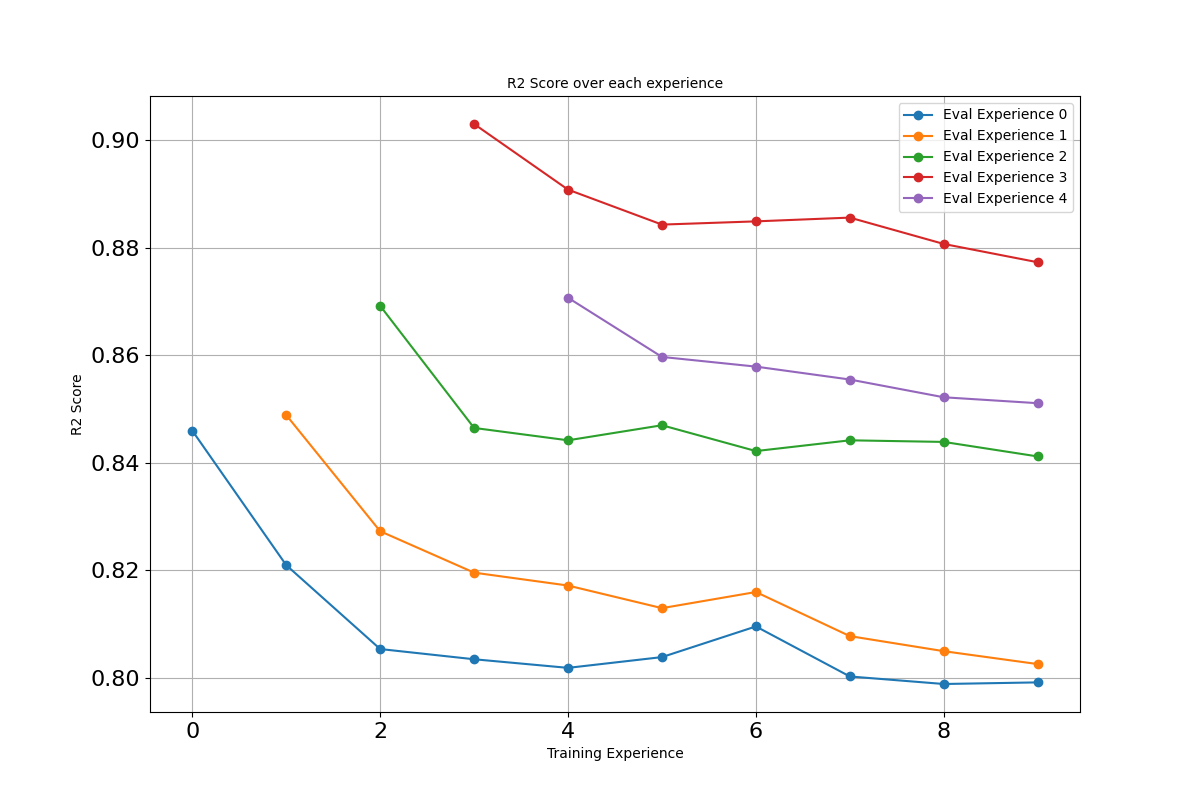 R2 Score over each experience
0.90
0.88
0.86
0.84
0.82
0.80
R2 Score
0 2 4 6 8
Training Experience
Eval Experience 0
Eval Experience 1
Eval Experience 2
Eval Experience 3
Eval Experience 4